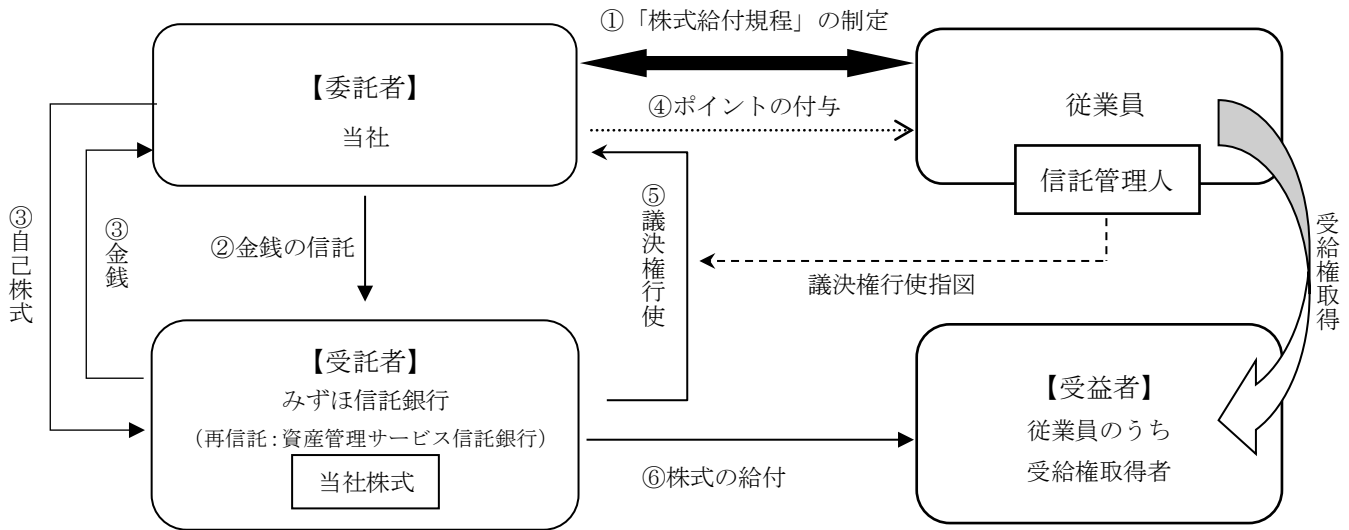 ①「株式給付規程」の制定
【委託者】
当社
④ポイントの付与
従業員
信託管理人
③自己株式
③金銭
②金銭の信託
⑤議決権行使
議決権行使指図
受給権取得
【受託者】
みずほ信託銀行
（再信託：資産管理サービス信託銀行）
当社株式
⑥株式の給付
【受益者】
従業員のうち
受給権取得者